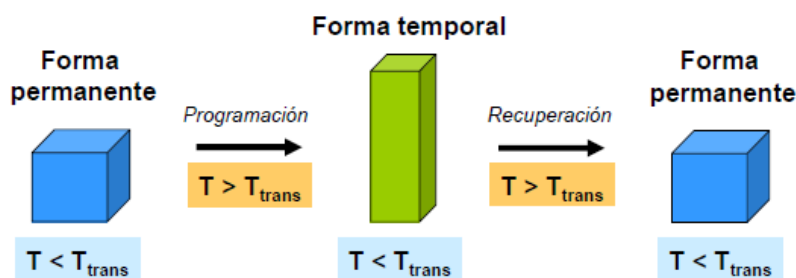 Forma temporal
Forma
permanente
Programación
T > Ttrans
Recuperación
T > Ttrans
Forma
permanente
T < Ttrans
T < Ttrans
T < Ttrans